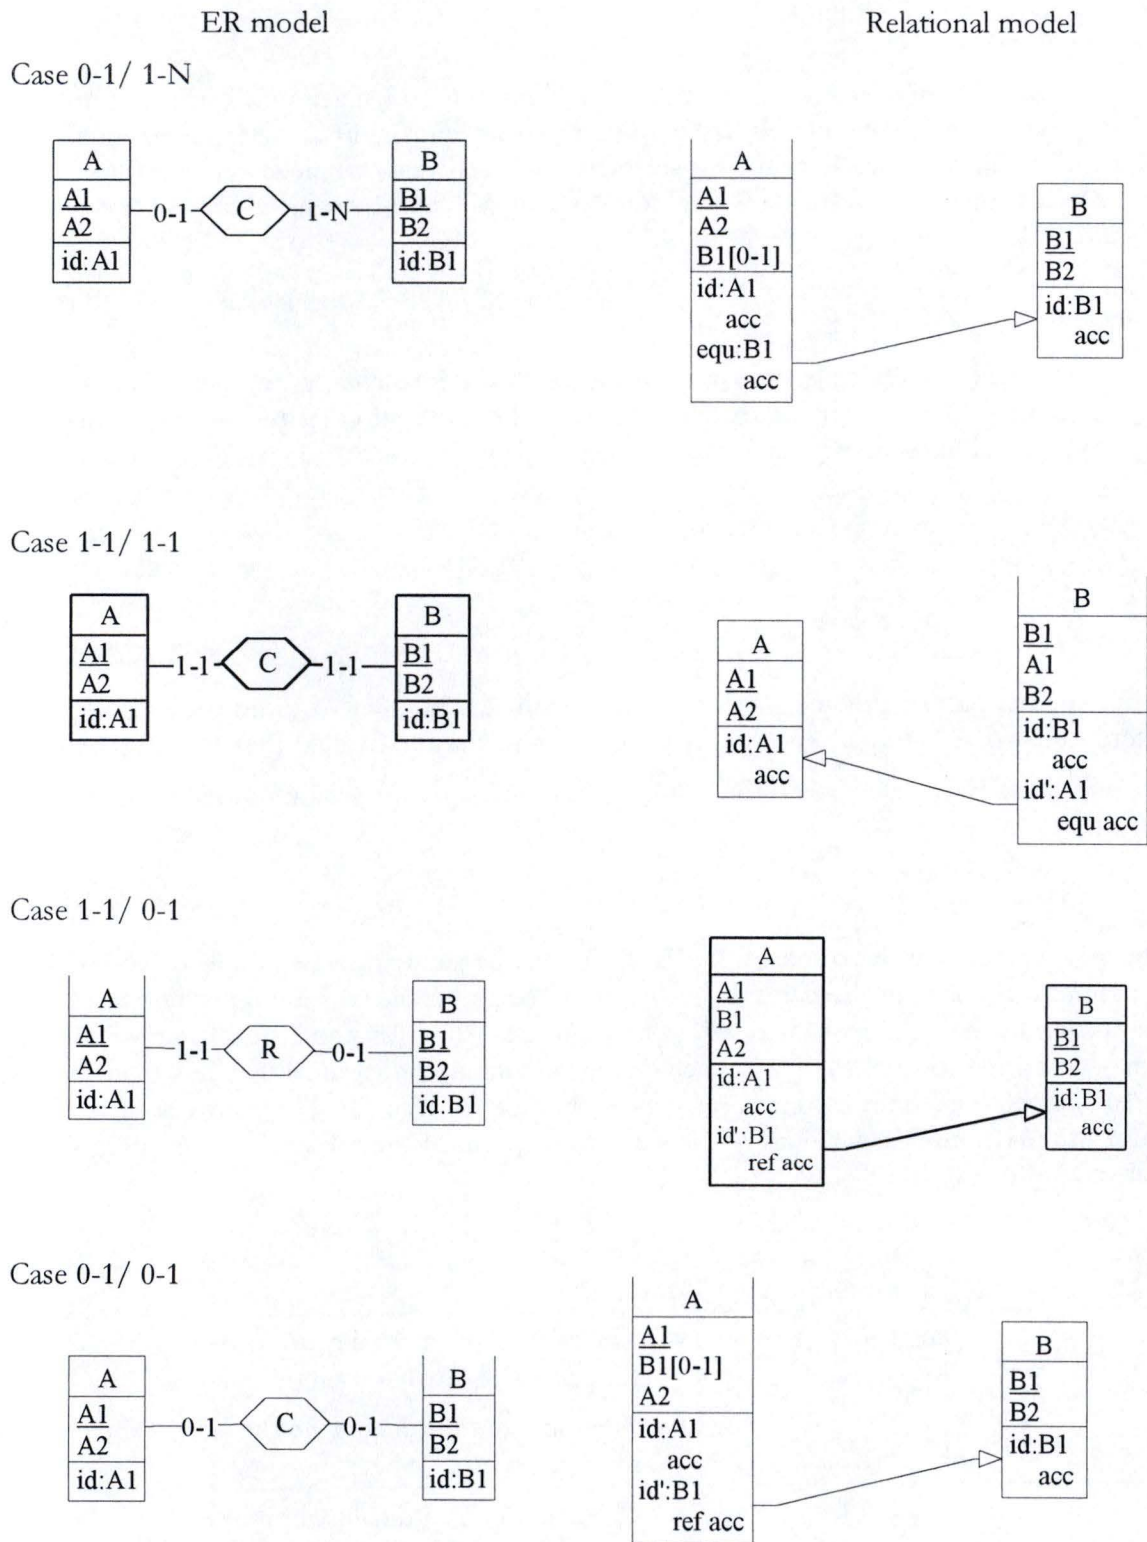 ER model
Relational model
Case 0-1/ 1-N
A
A1
A2
id:A1
0-1
C
1-N
B
B1
B2
id:B1
A
A1
A2
B1[0-1]
id:A1
acc
equ:B1
acc
B
B1
B2
id:B1
acc
Case 1-1/ 1-1
A
A1
A2
id:A1
1-1
C
1-1
B
B1
B2
id:B1
A
A1
A2
id:A1
acc
B
B1
A1
B2
id:B1
acc
id':A1
equ acc
Case 1-1/ 0-1
A
A1
A2
id:A1
1-1
R
0-1
B
B1
B2
id:B1
A
A1
B1
A2
id:A1
acc
id':B1
ref acc
B
B1
B2
id:B1
acc
Case 0-1/ 0-1
A
A1
A2
id:A1
0-1
C
0-1
B
B1
B2
id:B1
A
A1
B1[0-1]
A2
id:A1
acc
id':B1
ref acc
B
B1
B2
id:B1
acc